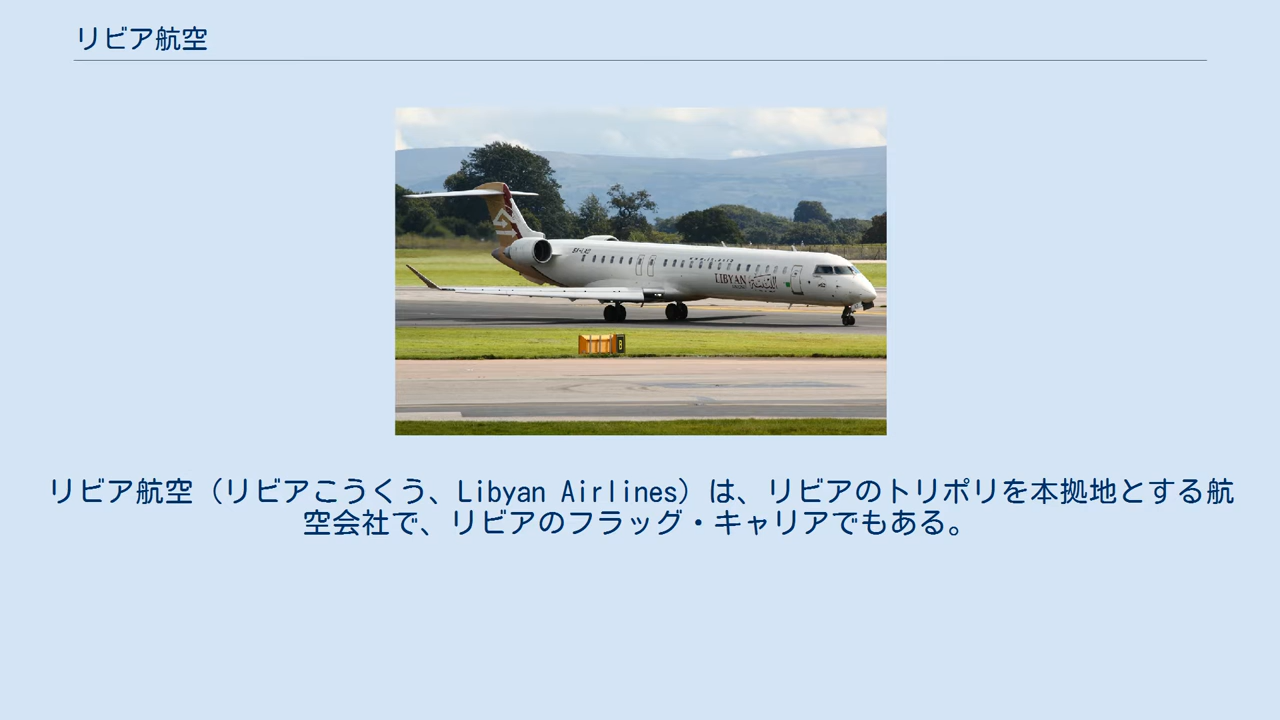 リビア航空
LIBYAN
リビア航空（リビアこうくう、Libyan Airlines）は、リビアのトリポリを本拠地とする航
空会社で、リビアのフラッグ・キャリアでもある。